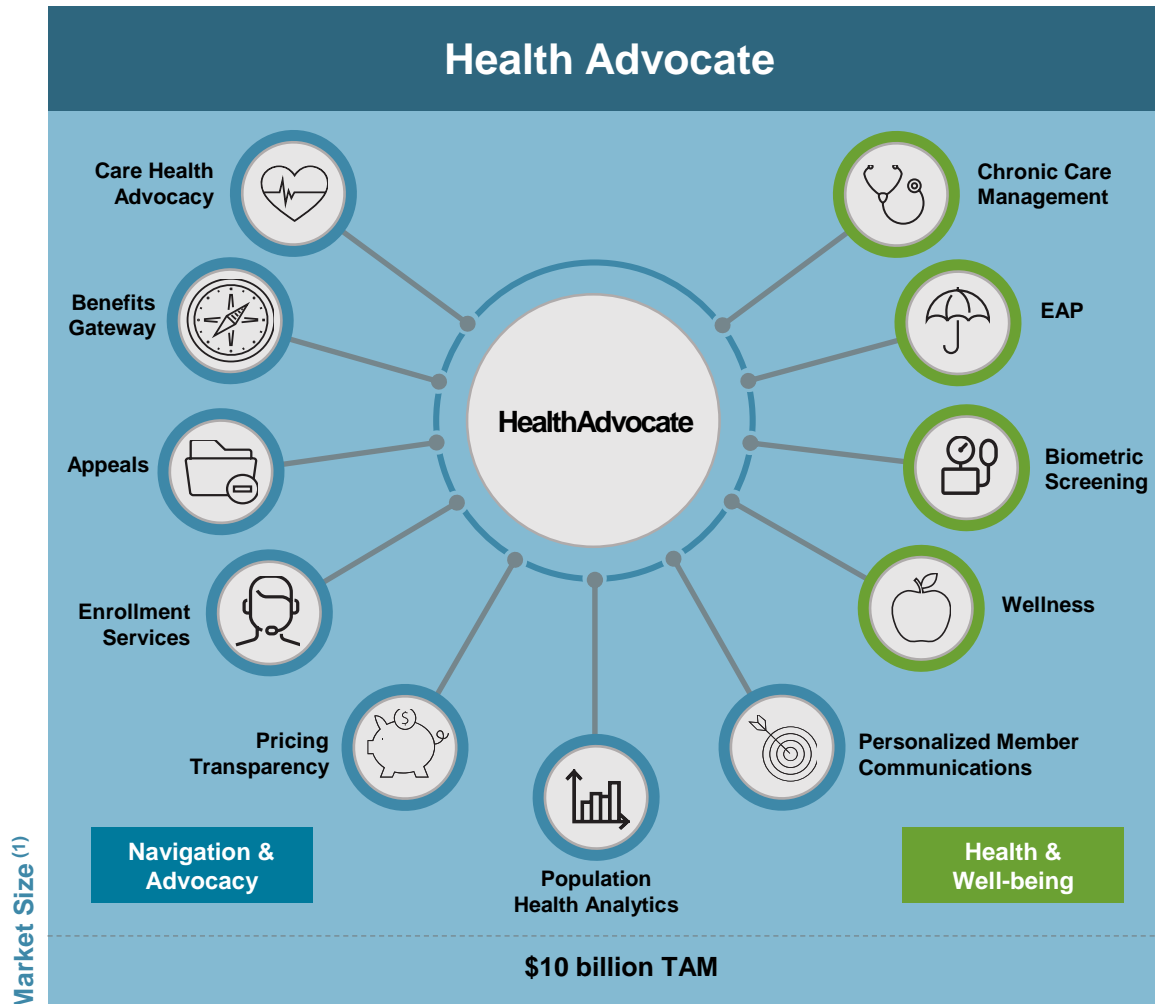 Health Advocate
Care Health
Advocacy
Benefits
Gateway
Appeals
Enrollment
Services
Pricing
Transparency
Population
Health Analytics
Personalized Member
Communications
Wellness
Biometric
Screening
EAP
Chronic Care
Management
HealthAdvocate
$
Navigation &
Advocacy
Health &
Well-being
Market Size (1)
$10 billion TAM